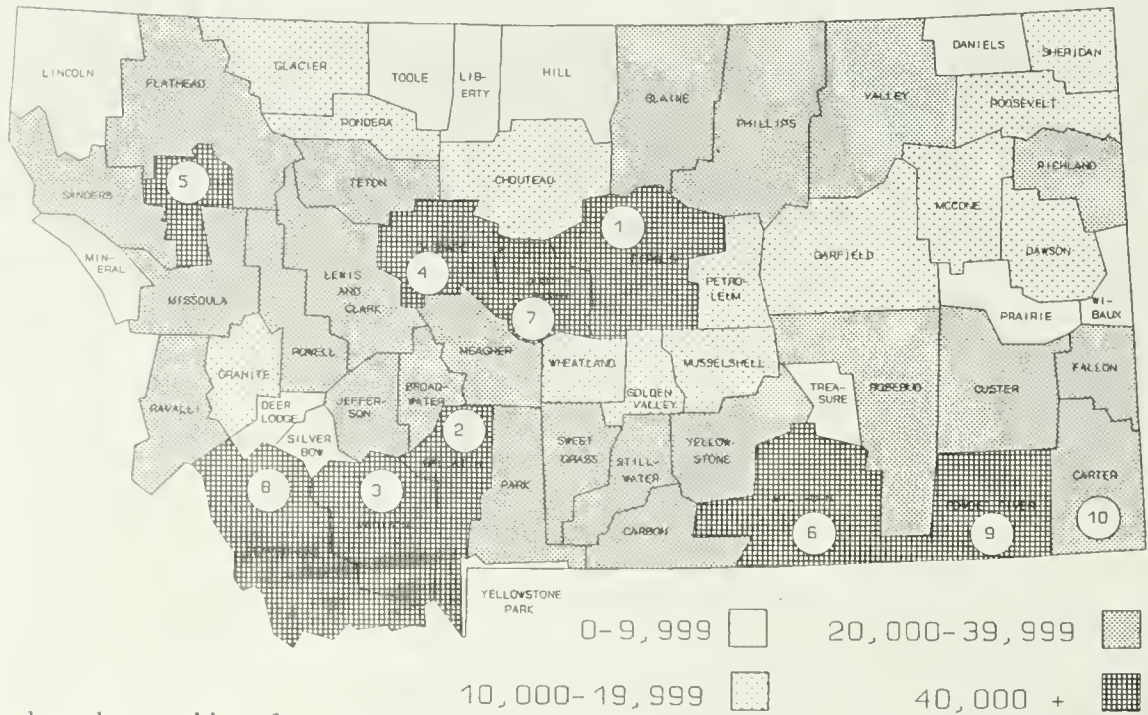 LINCOLN
FLATHEAD
GLACIER
TOOLE
LIB-
ERTY
HILL
BLAINE
PHILLIPS
VALLEY
DANIELS
SHERIDAN
ROOSEVELT
PONDERA
TETON
CHOUTEAU
RICHLAND
MCCONE
DAWSON
GARFIELD
SANDERS
5
1
4
7
MIN-
ERAL
MISSOULA
LEWIS
AND
CLARK
PETRO-
LEUM
PRAIRIE
WI-
BAUX
POWELL
GRANITE
MEAGHER
WHEATLAND
GOLDEN
VALLEY
MUSSELSHELL
TREA-
SURE
ROSEBUD
CUSTER
FALLON
RAVALLI
DEER
LODGE
SILVER
BOW
JEFFER-
SON
BROAD-
WATER
2
8
3
PARK
SWEET
GRASS
STILL-
WATER
YELLOW-
STONE
CARBON
6
9
CARTER
10
YELLOWSTONE
PARK
0-9,999
20,000-39,999
10,000-19,999
40,000 +